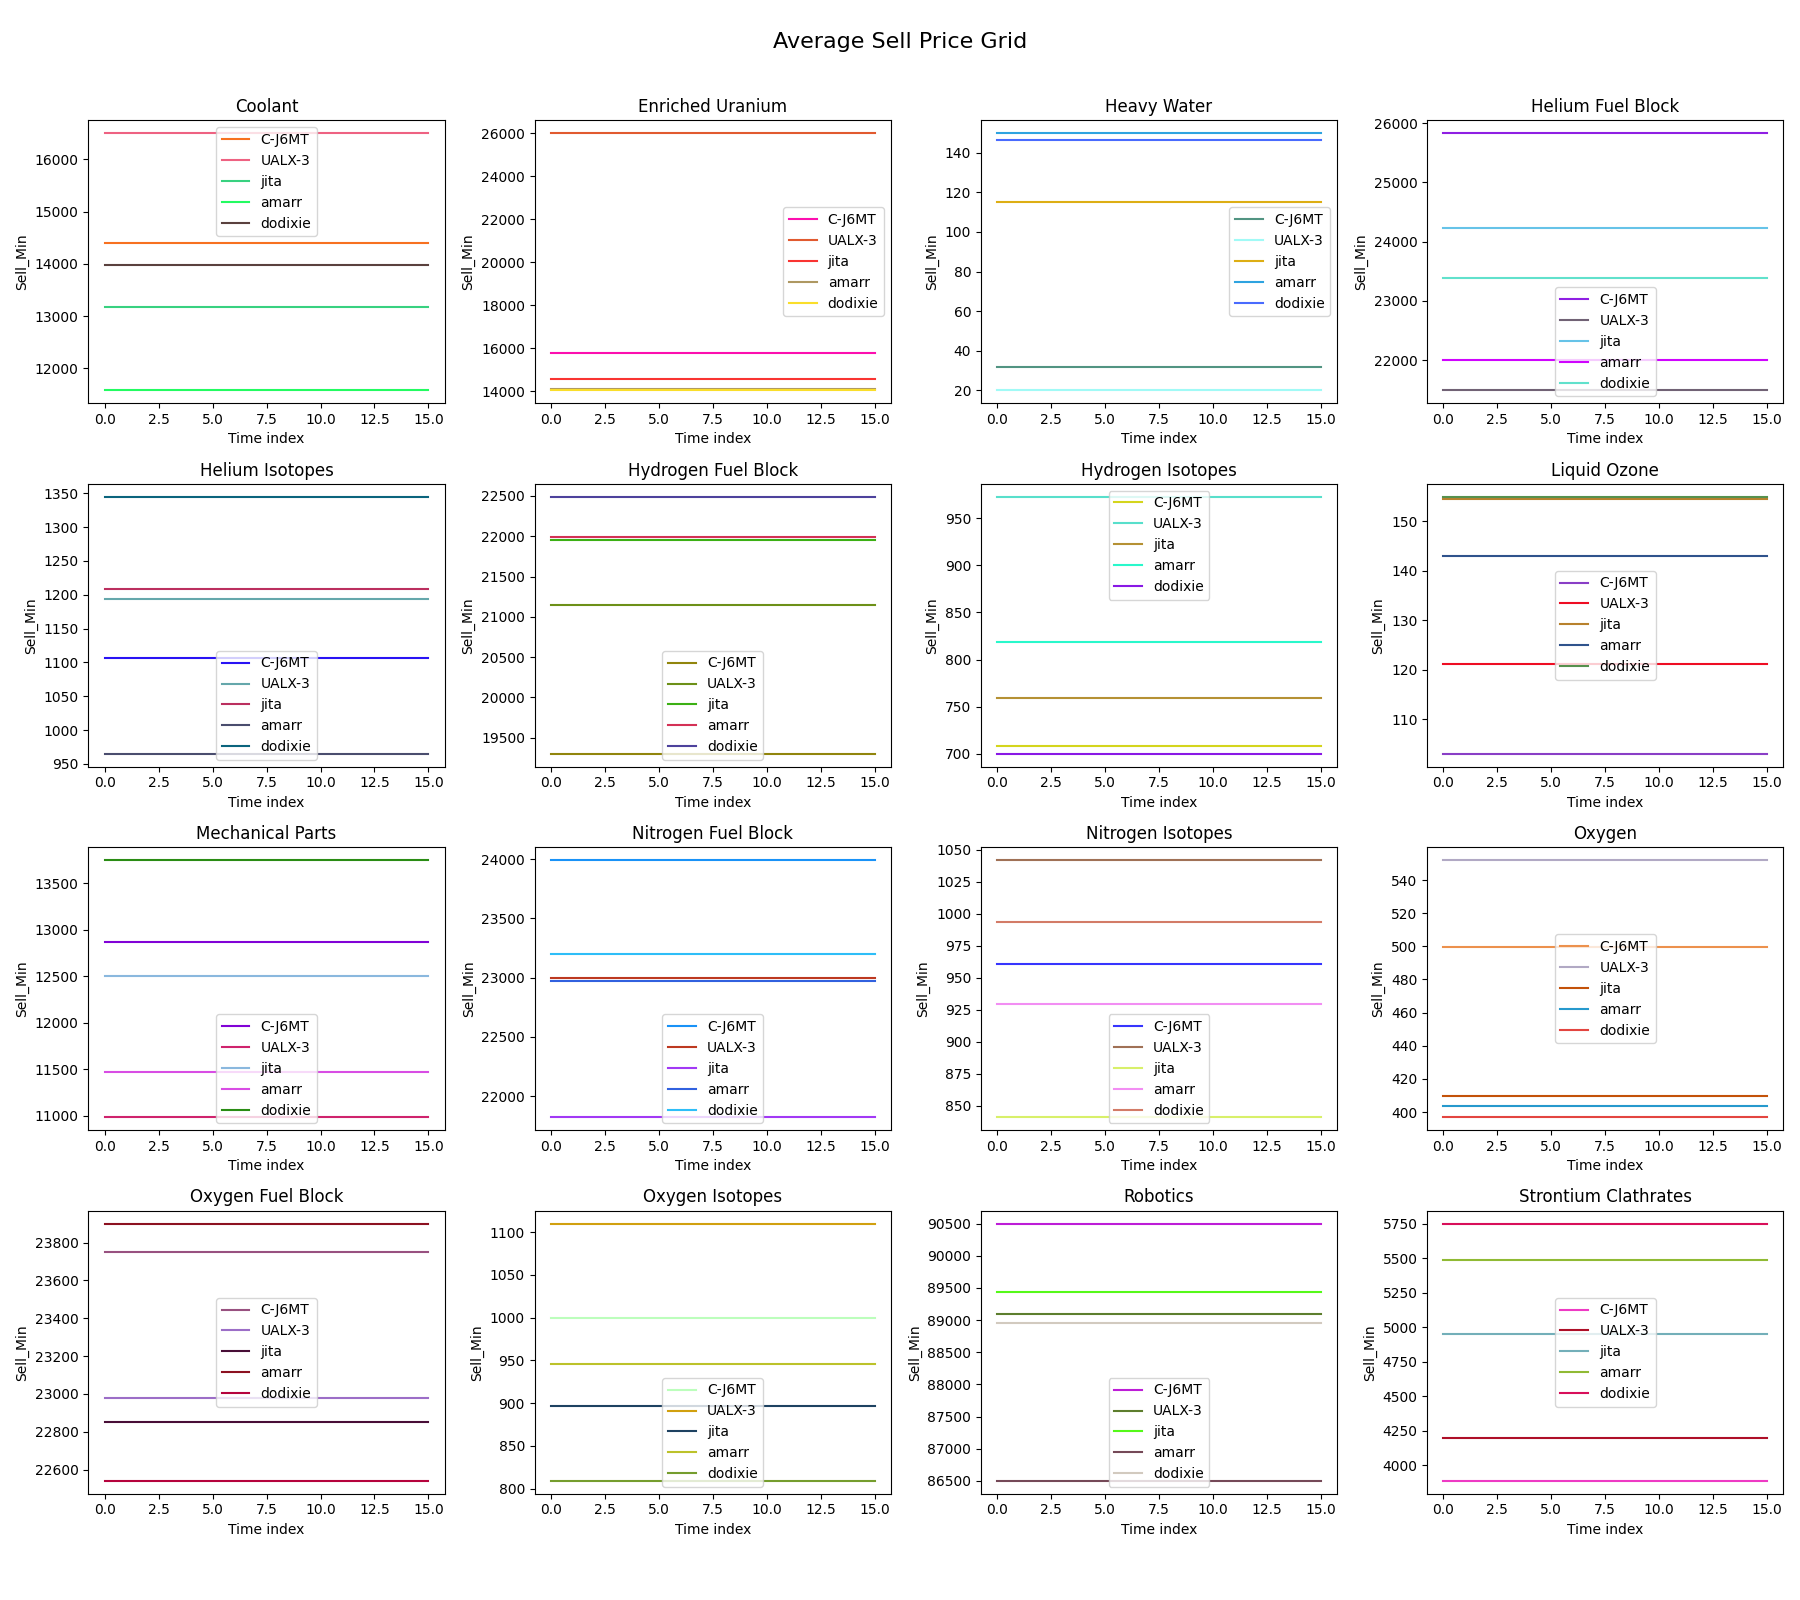 Average Sell Price Grid
Coolant
Sell_Min
16000
15000
14000
13000
12000
C-J6MT
UALX-3
jita
amarr
dodixie
0.0 2.5 5.0 7.5 10.0 12.5 15.0
Time index
Enriched Uranium
Sell_Min
26000
24000
22000
20000
18000
16000
14000
C-J6MT
UALX-3
jita
amarr
dodixie
0.0 2.5 5.0 7.5 10.0 12.5 15.0
Time index
Heavy Water
Sell_Min
140
120
100
80
60
40
20
C-J6MT
UALX-3
jita
amarr
dodixie
0.0 2.5 5.0 7.5 10.0 12.5 15.0
Time index
Helium Fuel Block
Sell_Min
26000
25000
24000
23000
22000
C-J6MT
UALX-3
jita
amarr
dodixie
0.0 2.5 5.0 7.5 10.0 12.5 15.0
Time index
Helium Isotopes
Sell_Min
1350
1300
1250
1200
1150
1100
1050
1000
950
C-J6MT
UALX-3
jita
amarr
dodixie
0.0 2.5 5.0 7.5 10.0 12.5 15.0
Time index
Hydrogen Fuel Block
Sell_Min
22500
22000
21500
21000
20500
20000
19500
C-J6MT
UALX-3
jita
amarr
dodixie
0.0 2.5 5.0 7.5 10.0 12.5 15.0
Time index
Hydrogen Isotopes
Sell_Min
950
900
850
800
750
700
C-J6MT
UALX-3
jita
amarr
dodixie
0.0 2.5 5.0 7.5 10.0 12.5 15.0
Time index
Liquid Ozone
Sell_Min
150
140
130
120
110
C-J6MT
UALX-3
jita
amarr
dodixie
0.0 2.5 5.0 7.5 10.0 12.5 15.0
Time index
Mechanical Parts
Sell_Min
13500
13000
12500
12000
11500
11000
C-J6MT
UALX-3
jita
amarr
dodixie
0.0 2.5 5.0 7.5 10.0 12.5 15.0
Time index
Nitrogen Fuel Block
Sell_Min
24000
23500
23000
22500
22000
C-J6MT
UALX-3
jita
amarr
dodixie
0.0 2.5 5.0 7.5 10.0 12.5 15.0
Time index
Nitrogen Isotopes
Sell_Min
1050
1025
1000
975
950
925
900
875
850
C-J6MT
UALX-3
jita
amarr
dodixie
0.0 2.5 5.0 7.5 10.0 12.5 15.0
Time index
Oxygen
Sell_Min
540
520
500
480
460
440
420
400
C-J6MT
UALX-3
jita
amarr
dodixie
0.0 2.5 5.0 7.5 10.0 12.5 15.0
Time index
Oxygen Fuel Block
Sell_Min
23800
23600
23400
23200
23000
22800
22600
C-J6MT
UALX-3
jita
amarr
dodixie
0.0 2.5 5.0 7.5 10.0 12.5 15.0
Time index
Oxygen Isotopes
Sell_Min
1100
1050
1000
950
900
850
800
C-J6MT
UALX-3
jita
amarr
dodixie
0.0 2.5 5.0 7.5 10.0 12.5 15.0
Time index
Robotics
Sell_Min
90500
90000
89500
89000
88500
88000
87500
87000
86500
C-J6MT
UALX-3
jita
amarr
dodixie
0.0 2.5 5.0 7.5 10.0 12.5 15.0
Time index
Strontium Clathrates
Sell_Min
5750
5500
5250
5000
4750
4500
4250
4000
C-J6MT
UALX-3
jita
amarr
dodixie
0.0 2.5 5.0 7.5 10.0 12.5 15.0
Time index